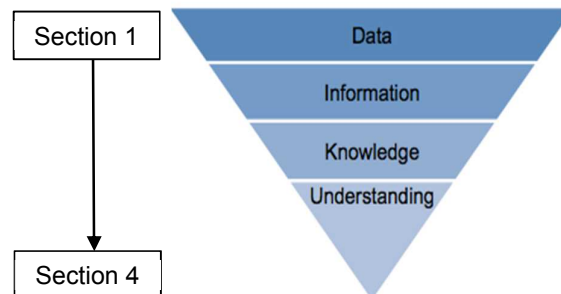 Section 1
Data
Information
Knowledge
Understanding
Section 4